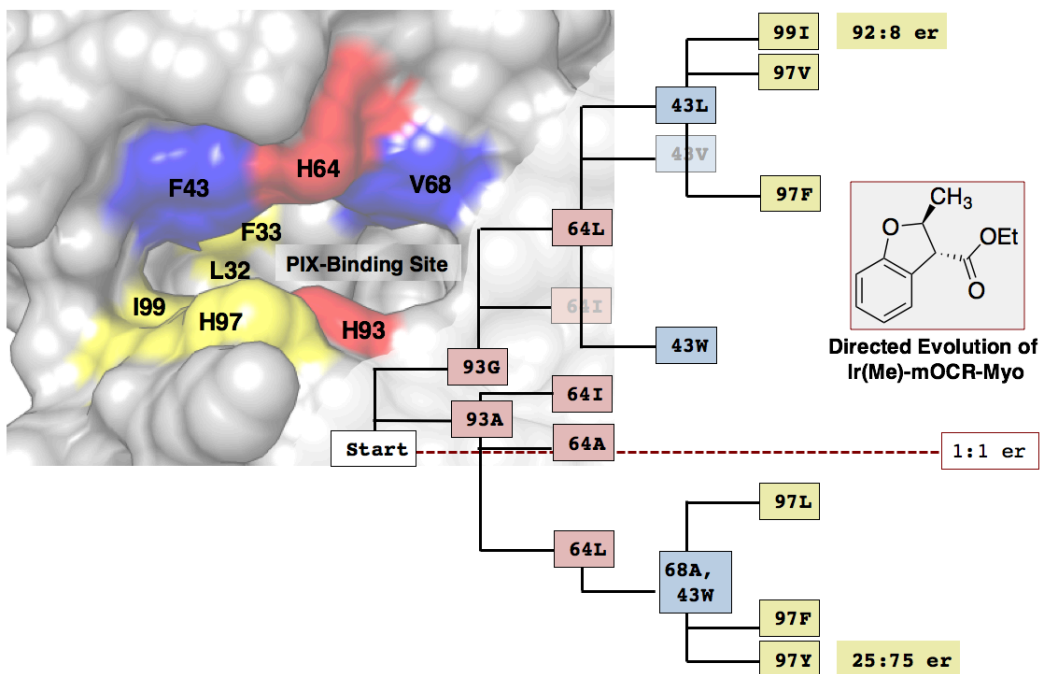 99I 92:8 er
97V
43L
43V
97F
64L
64I
43W
93G
64I
93A
64A
Start
1:1 er
97L
64L
68A,
43W
97F
97Y 25:75 er
H64
F43
V68
F33
PIX-Binding Site
L32
I99
H97
H93
CH₃
O
OEt
O
Directed Evolution of
Ir(Me)-mOCR-Myo